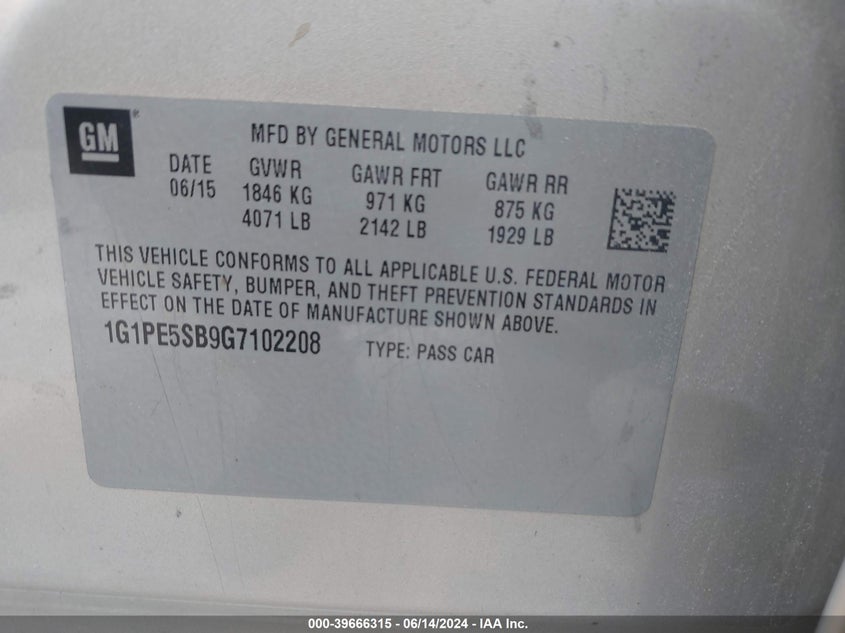 GM®
MFD BY GENERAL MOTORS LLC
DATE GVWR GAWR FRT GAWR RR
06/15 1846 KG 971 KG 875 KG
4071 LB 2142 LB 1929 LB
THIS VEHICLE CONFORMS TO ALL APPLICABLE U.S. FEDERAL MOTOR
VEHICLE SAFETY, BUMPER, AND THEFT PREVENTION STANDARDS IN
EFFECT ON THE DATE OF MANUFACTURE SHOWN ABOVE.
1G1PE5SB9G7102208 TYPE: PASS CAR
000-39666315 - 06/14/2024 - IAA Inc.